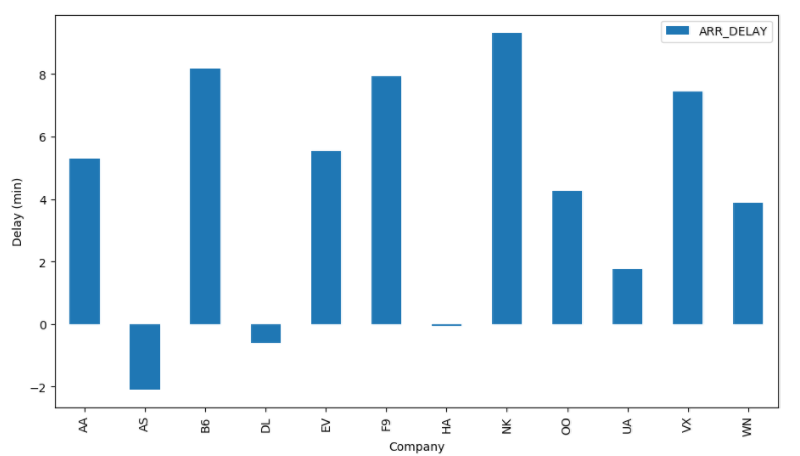 ARR_DELAY
Delay (min)
8
6
4
2
0
−2
AA
AS
B6
DL
EV
F9
HA
NK
OO
UA
VX
WN
Company